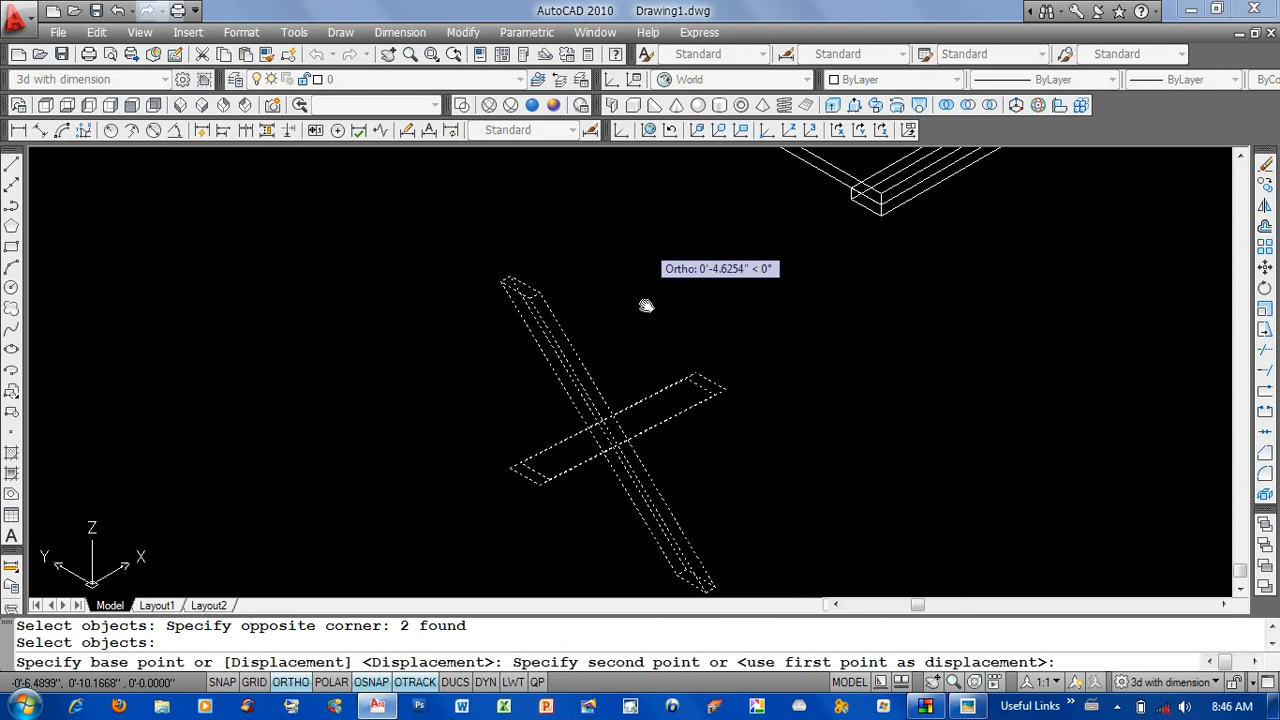 AutoCAD 2010 Drawing1.dwg
File Edit View Insert Format Tools Draw Dimension Modify Parametric Window Help Express
Standard Standard Standard Standard
3d with dimension 0 World ByLayer ByLayer ByLayer ByCo
Standard
Ortho: 0'-4.6254" < 0°
Z
Y X
Model Layout1 Layout2
Select objects: Specify opposite corner: 2 found
Select objects:
Specify base point or [Displacement] <Displacement>: Specify second point or <use first point as displacement>:
-0'-6.4899", 0'-10.1668" 0'-0.0000" SNAP GRID ORTHO POLAR OSNAP OTRACK DUCS DYN LWT QP MODEL 1:1 3d with dimension
Useful Links » 8:46 AM